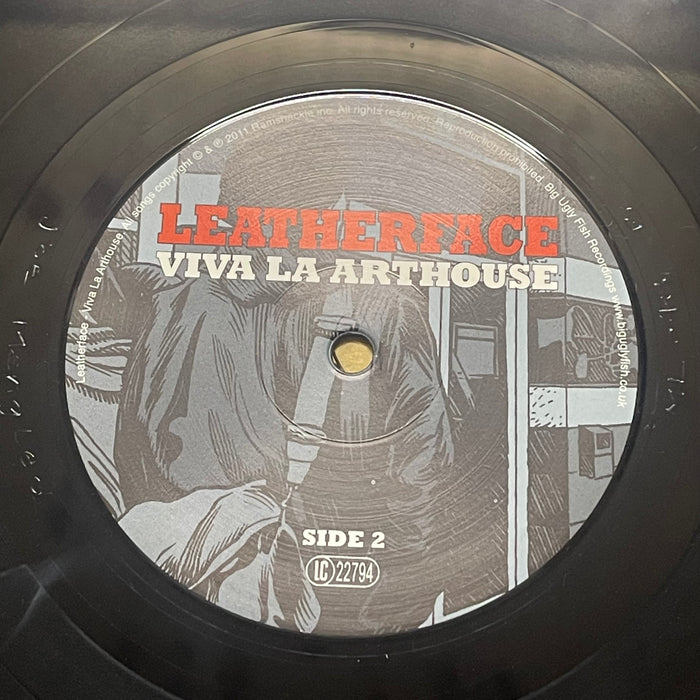 Leatherface - Viva La Arthouse. All songs copyright © & ℗ 2011 Ramshackle Inc. All rights reserved. Reproduction prohibited. Big Ugly Fish Recordings www.biguglyfish.co.uk
LEATHERFACE
VIVA LA ARTHOUSE
SIDE 2
LC 22794